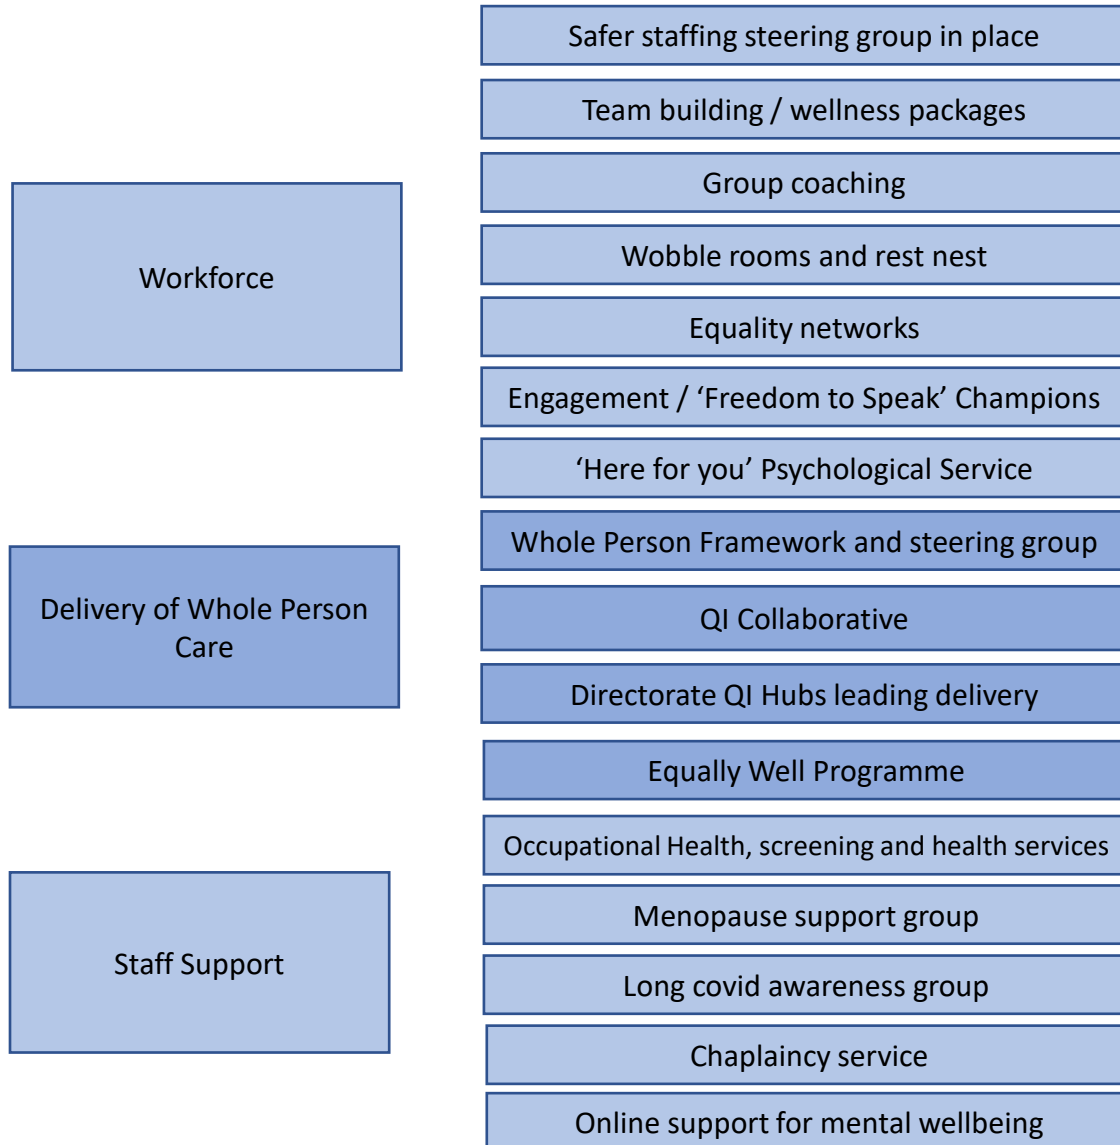 Safer staffing steering group in place
Team building / wellness packages
Group coaching
Workforce
Wobble rooms and rest nest
Equality networks
Engagement / ‘Freedom to Speak’ Champions
‘Here for you’ Psychological Service
Whole Person Framework and steering group
Delivery of Whole Person
Care
QI Collaborative
Directorate QI Hubs leading delivery
Equally Well Programme
Occupational Health, screening and health services
Menopause support group
Staff Support
Long covid awareness group
Chaplaincy service
Online support for mental wellbeing